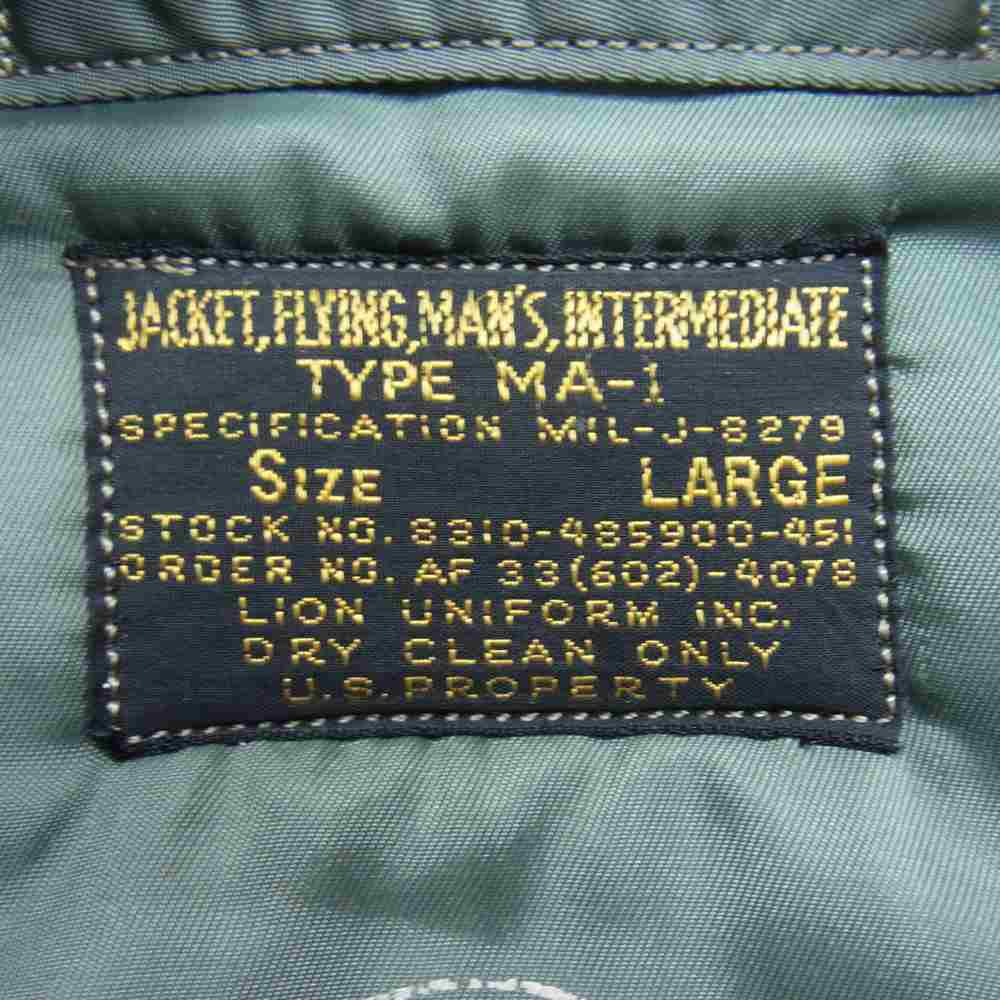 JACKET, FLYING, MAN'S, INTERMEDIATE
TYPE MA-1
SPECIFICATION MIL-J-8279
SIZE LARGE
STOCK NO. 8310-485900-451
ORDER NO. AF 33(602)-4078
LION UNIFORM INC.
DRY CLEAN ONLY
U.S. PROPERTY